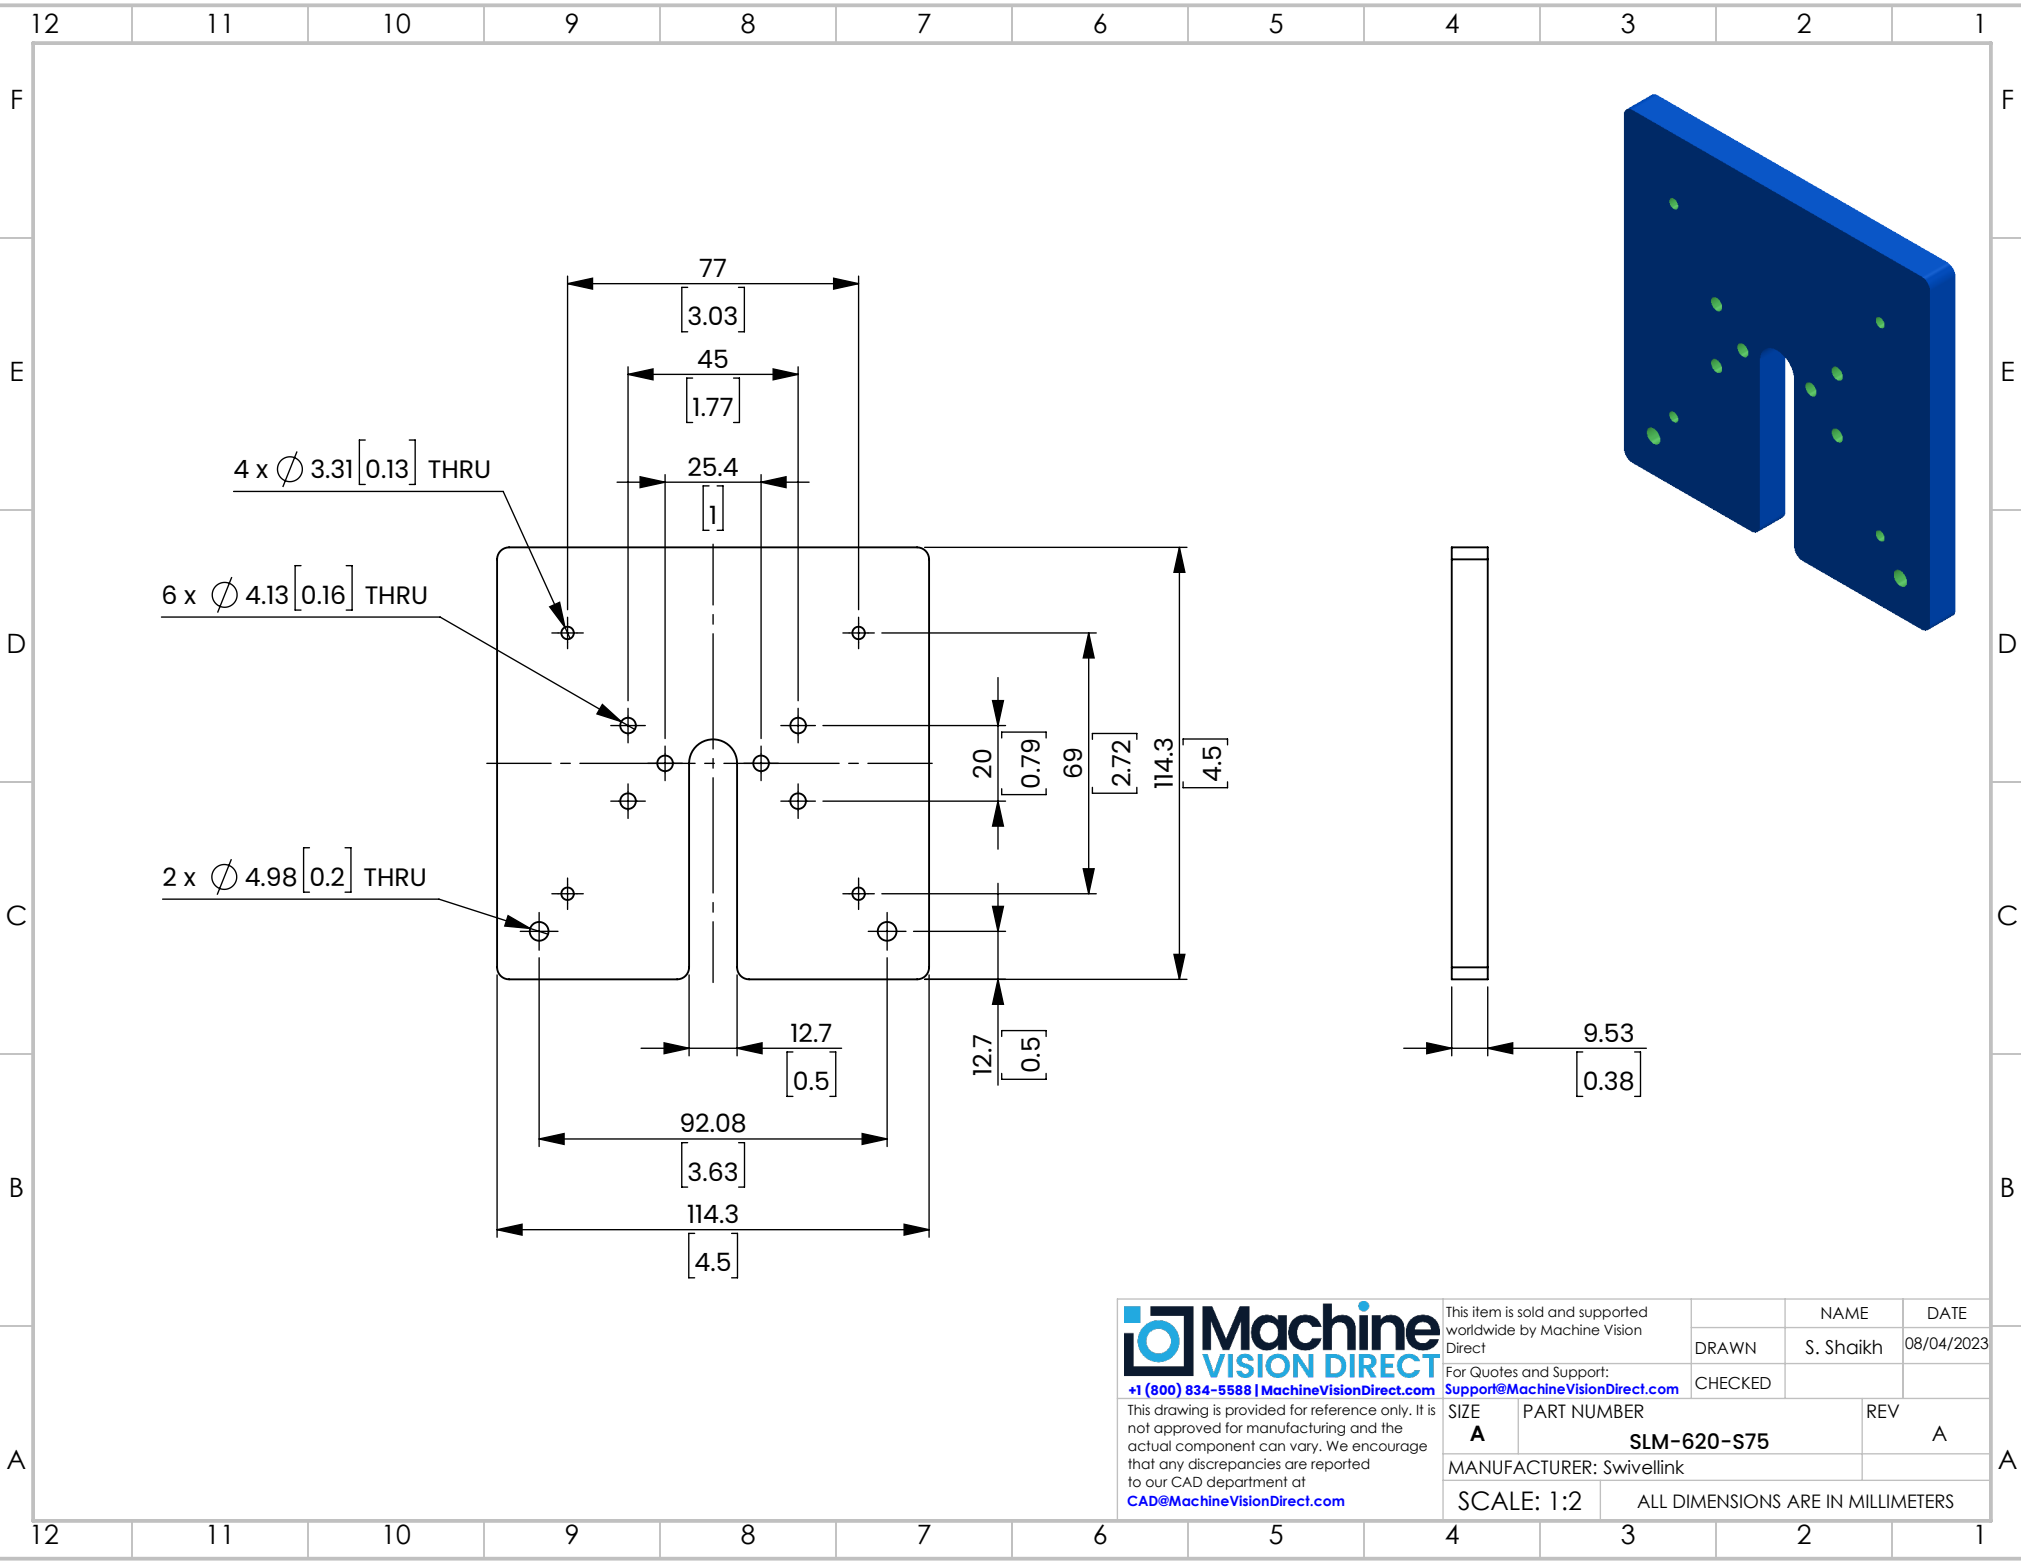 12 11 10 9 8 7 6 5 4 3 2 1
F F
E E
D D
C C
B B
A A
77
[3.03]
45
[1.77]
25.4
[1]
4 x ∅ 3.31 [0.13] THRU
6 x ∅ 4.13 [0.16] THRU
2 x ∅ 4.98 [0.2] THRU
20
[0.79]
69
[2.72]
114.3
[4.5]
12.7
[0.5]
12.7
[0.5]
92.08
[3.63]
114.3
[4.5]
9.53
[0.38]
Machine
VISION DIRECT
+1 (800) 834-5588 | MachineVisionDirect.com
This item is sold and supported
worldwide by Machine Vision
Direct
For Quotes and Support:
Support@MachineVisionDirect.com
NAME DATE
DRAWN S. Shaikh 08/04/2023
CHECKED
This drawing is provided for reference only. It is
not approved for manufacturing and the
actual component can vary. We encourage
that any discrepancies are reported
to our CAD department at
CAD@MachineVisionDirect.com
SIZE PART NUMBER REV
A SLM-620-S75 A
MANUFACTURER: Swivellink
SCALE: 1:2 ALL DIMENSIONS ARE IN MILLIMETERS
12 11 10 9 8 7 6 5 4 3 2 1